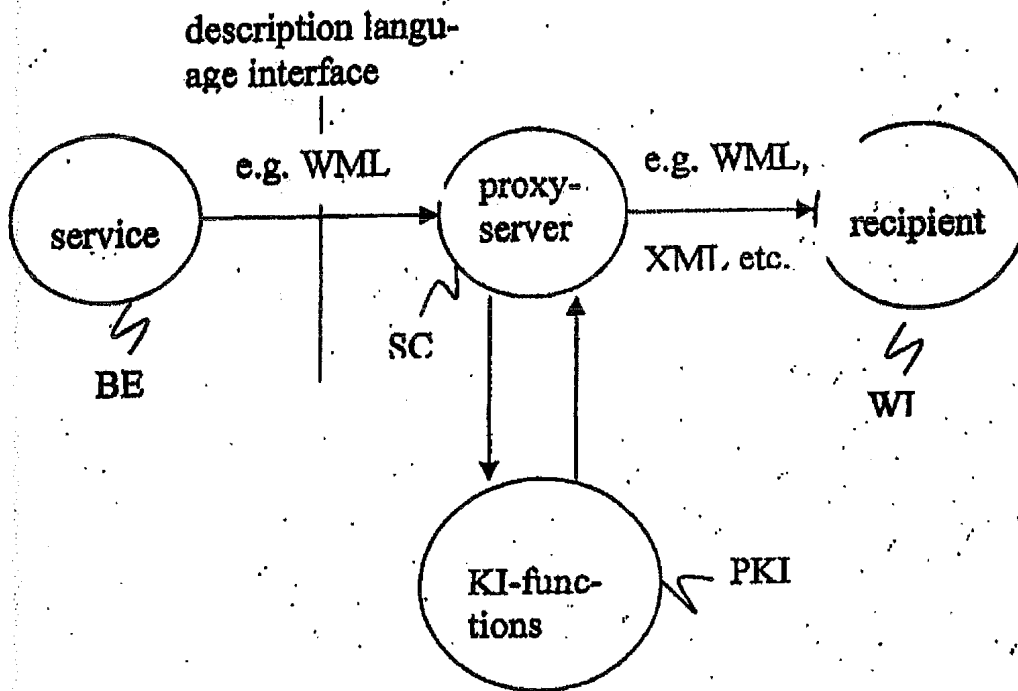 description langu-
age interface
e.g. WML
service
BE
proxy-
server
SC
e.g. WML,
XML etc.
recipient
WI
KI-func-
tions
PKI